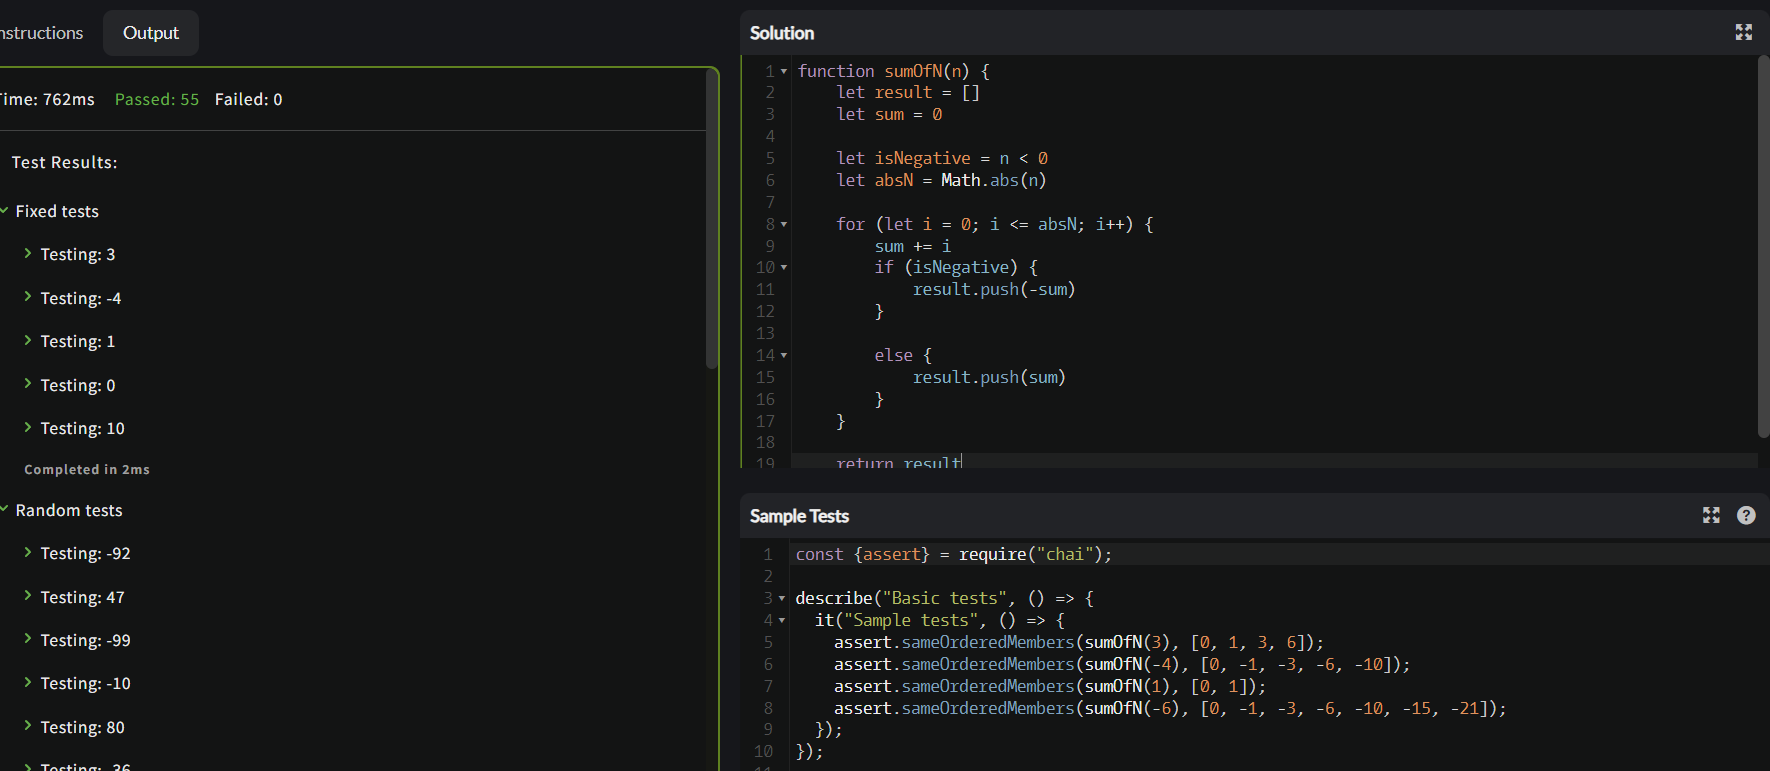 Output
Time: 762ms Passed: 55 Failed: 0
Test Results:
Fixed tests
Testing: 3
Testing: -4
Testing: 1
Testing: 0
Testing: 10
Completed in 2ms
Random tests
Testing: -92
Testing: 47
Testing: -99
Testing: -10
Testing: 80
Testing: -36
Solution
1 function sumOfN(n) {
2 let result = []
3 let sum = 0
4
5 let isNegative = n < 0
6 let absN = Math.abs(n)
7
8 for (let i = 0; i <= absN; i++) {
9 sum += i
10 if (isNegative) {
11 result.push(-sum)
12 }
13
14 else {
15 result.push(sum)
16 }
17 }
18
19 return result
Sample Tests
?
1 const {assert} = require("chai");
2
3 describe("Basic tests", () => {
4 it("Sample tests", () => {
5 assert.sameOrderedMembers(sumOfN(3), [0, 1, 3, 6]);
6 assert.sameOrderedMembers(sumOfN(-4), [0, -1, -3, -6, -10]);
7 assert.sameOrderedMembers(sumOfN(1), [0, 1]);
8 assert.sameOrderedMembers(sumOfN(-6), [0, -1, -3, -6, -10, -15, -21]);
9 });
10 });